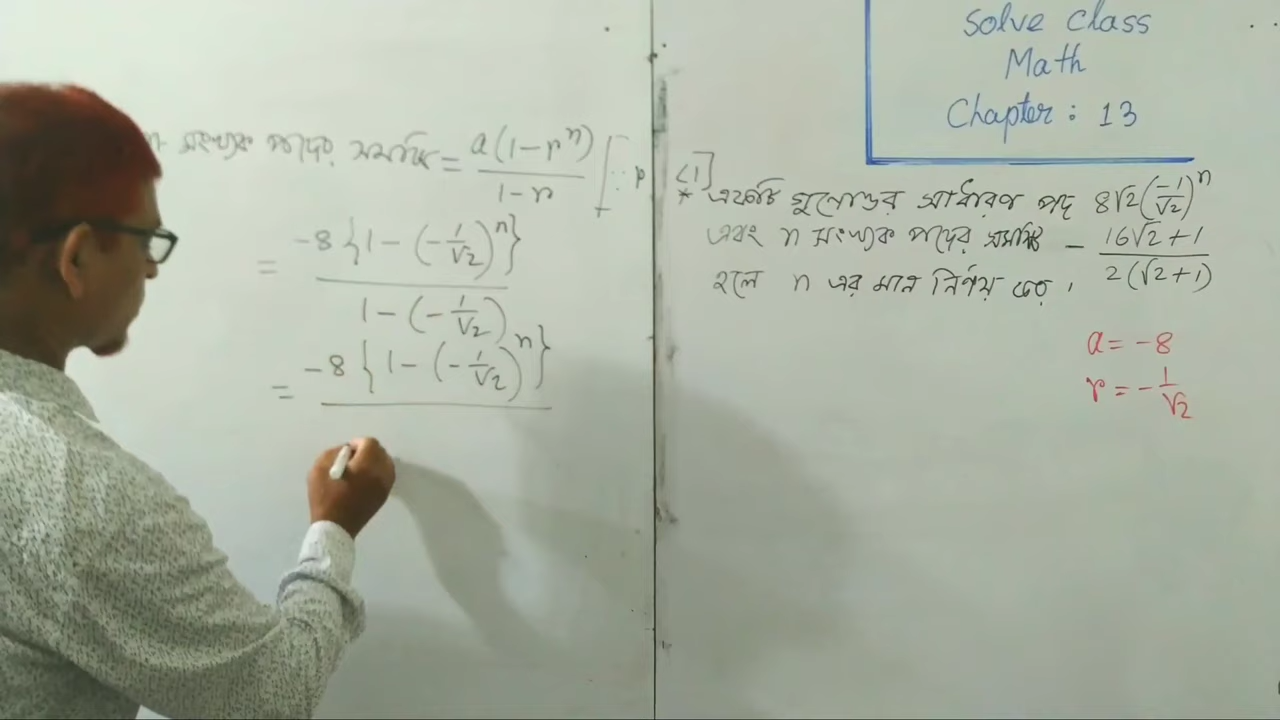 সংখ্যক পদের সমষ্টি = a(1-r^n)/1-r [∵ r
= -8{1-(-1/√2)^n}/1-(-1/√2)
= -8{1-(-1/√2)^n}
Solve Class
Math
Chapter : 13
(1]
* একটি গুনোত্তর সাধারণ পদ 8√2(-1/√2)^n
এবং n সংখ্যক পদের সমষ্টি - 16√2+1/2(√2+1)
হলে n এর মান নির্ণয় কর,
a = -8
r = -1/√2